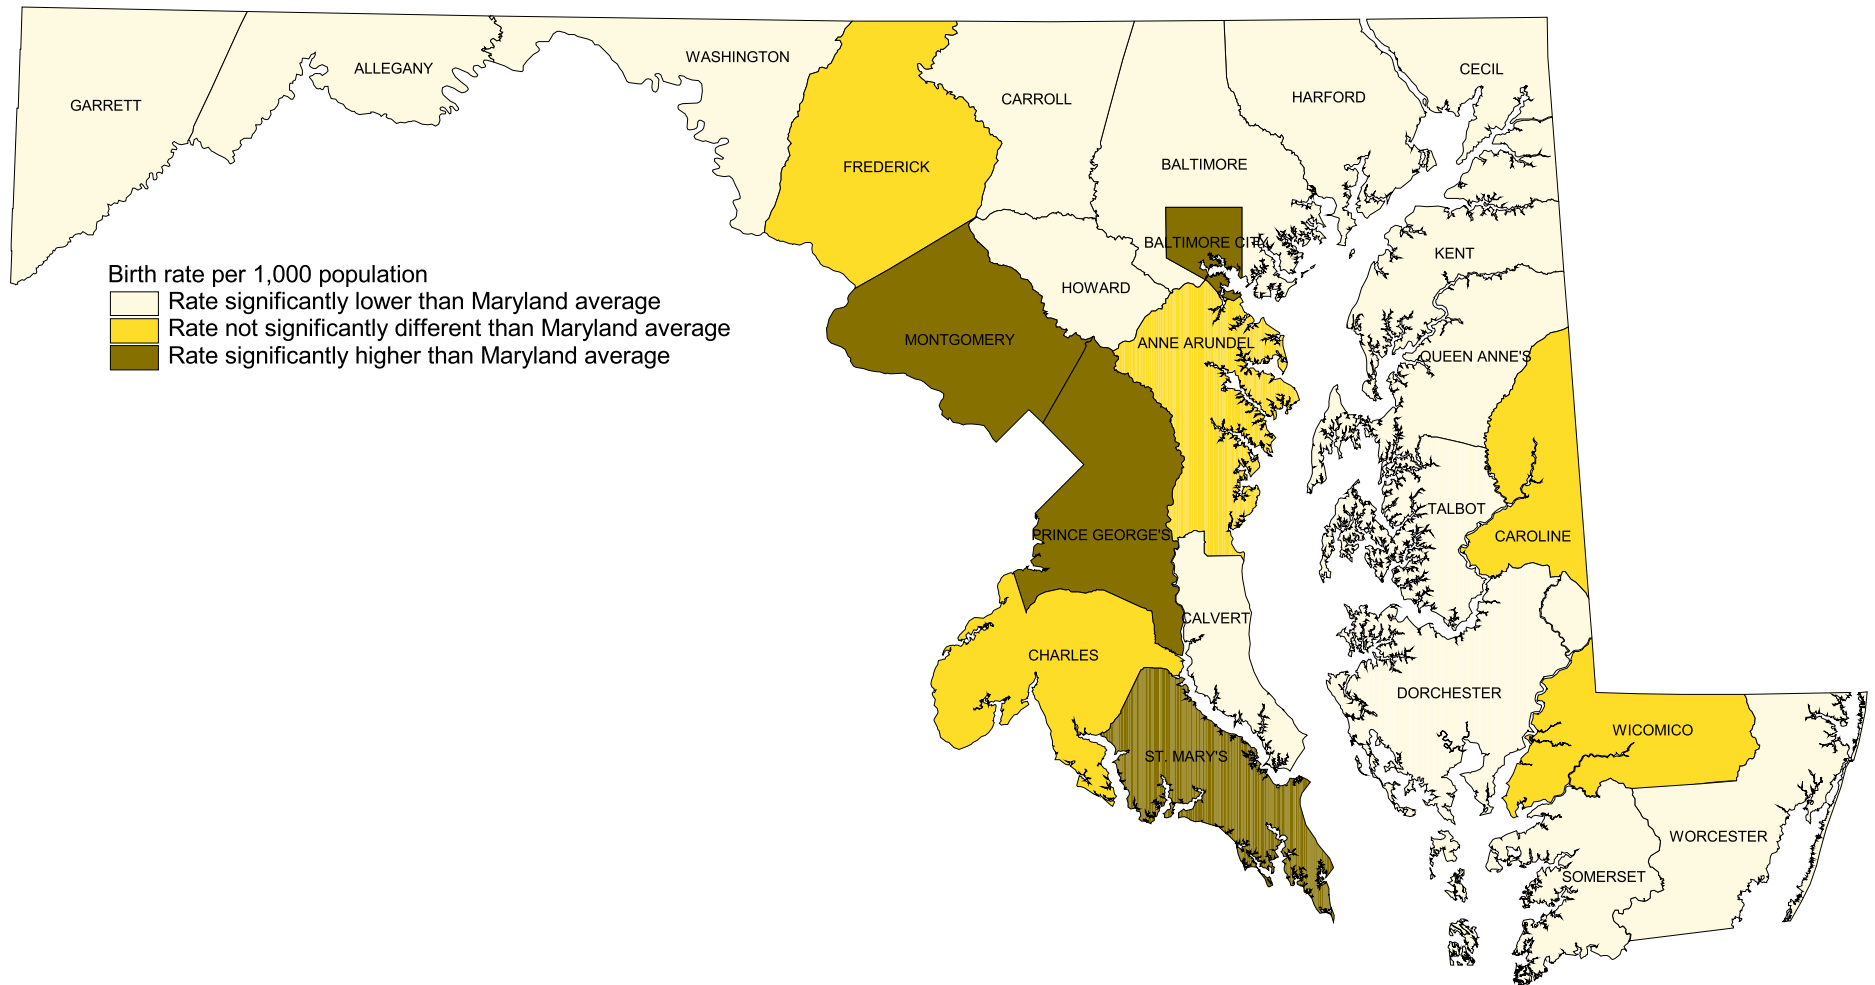 WASHINGTON
ALLEGANY
CECIL
GARRETT
CARROLL
HARFORD
FREDERICK
BALTIMORE
BALTIMORE CITY
KENT
Birth rate per 1,000 population
Rate significantly lower than Maryland average
Rate not significantly different than Maryland average
Rate significantly higher than Maryland average
HOWARD
MONTGOMERY
ANNE ARUNDEL
QUEEN ANNE'S
TALBOT
PRINCE GEORGE'S
CAROLINE
CALVERT
CHARLES
DORCHESTER
WICOMICO
ST. MARY'S
WORCESTER
SOMERSET